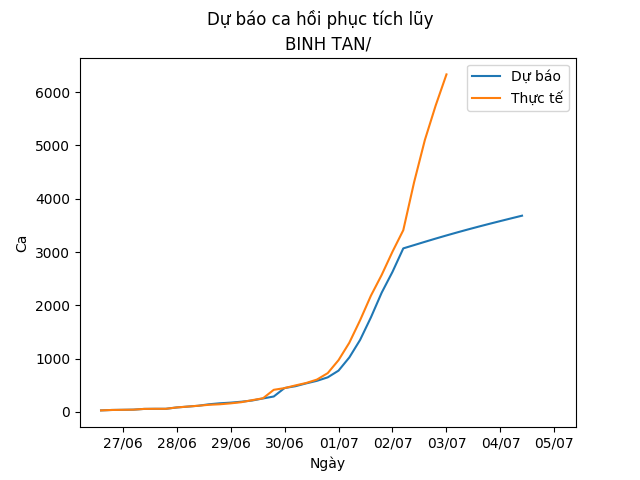 Dự báo ca hồi phục tích lũy
BINH TAN/
Dự báo
Thực tế
6000
5000
4000
3000
2000
1000
0
Ca
27/06 28/06 29/06 30/06 01/07 02/07 03/07 04/07 05/07
Ngày